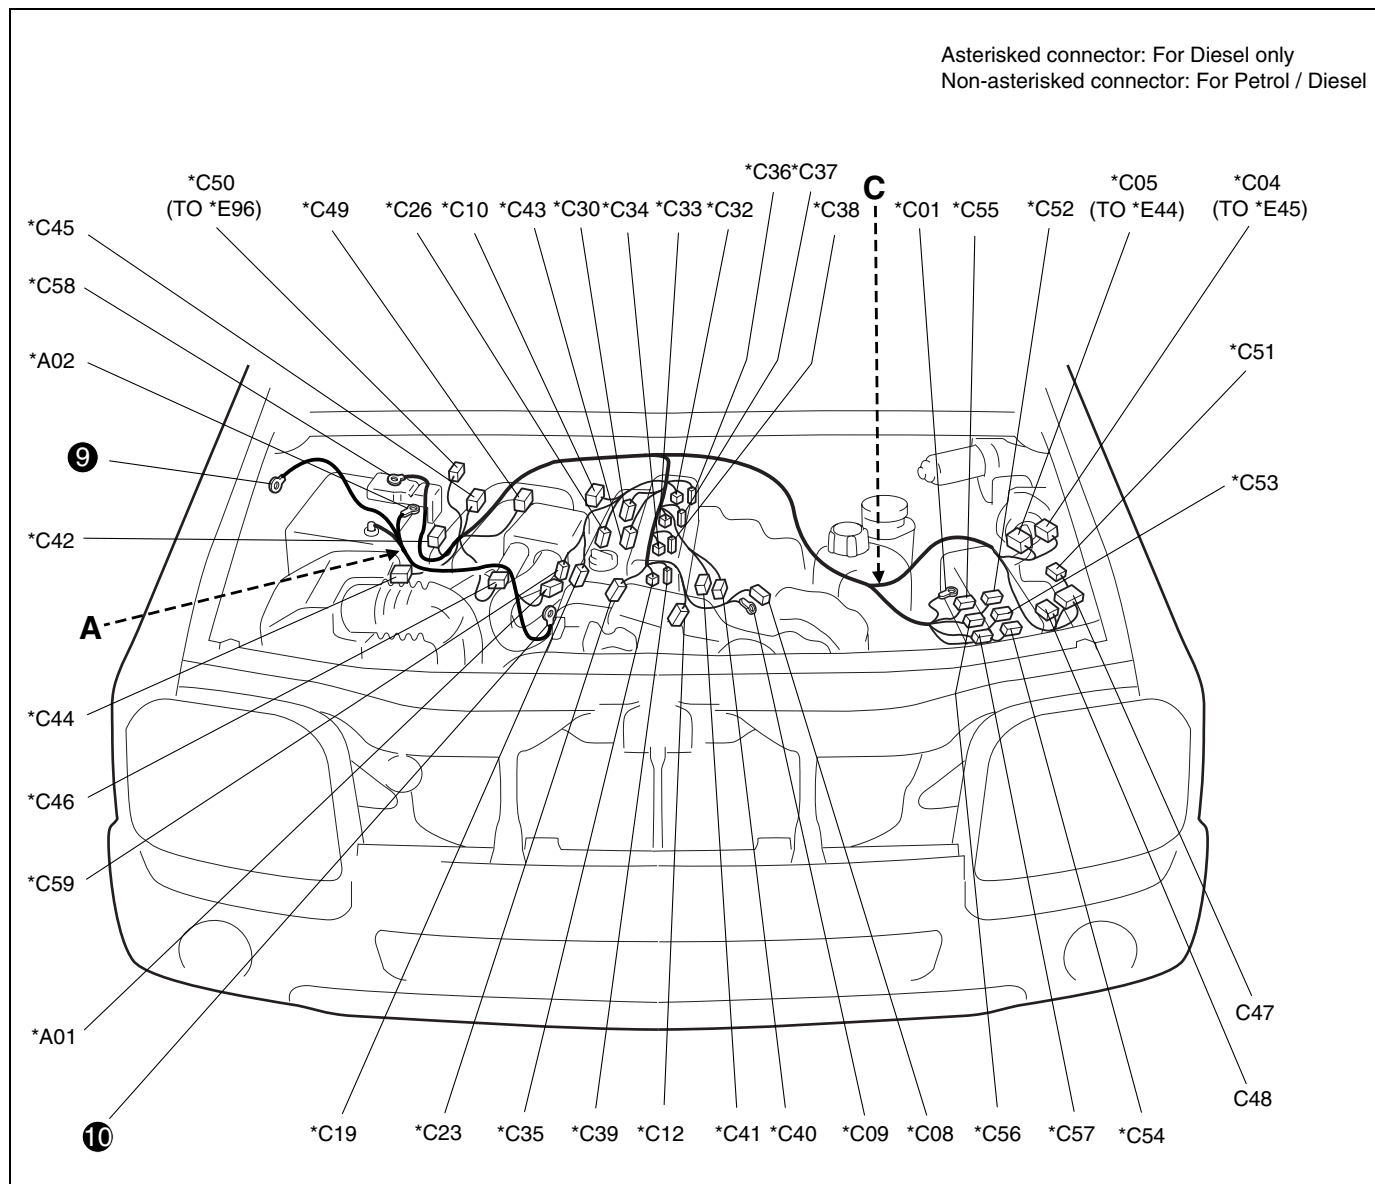 Asterisked connector: For Diesel only
Non-asterisked connector: For Petrol / Diesel
*C36 *C37
*C50
(TO *E96)
C
*C05
(TO *E44)
*C04
(TO *E45)
*C45
*C49
*C26
*C10
*C43
*C30
*C34
*C33
*C32
*C38
*C01
*C55
*C52
*C58
*A02
*C51
9
*C53
*C42
A
*C44
*C46
*C59
*A01
C47
C48
10
*C19
*C23
*C35
*C39
*C12
*C41
*C40
*C09
*C08
*C56
*C57
*C54